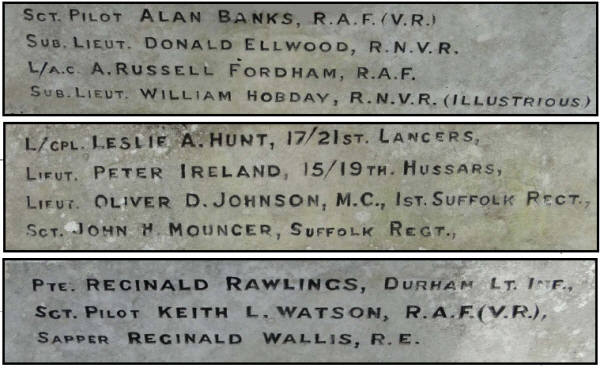 SGT. PILOT ALAN BANKS, R.A.F. (V.R.)
SUB. LIEUT. DONALD ELLWOOD, R.N.V.R.
L/A.C. A. RUSSELL FORDHAM, R.A.F.
SUB. LIEUT. WILLIAM HOBDAY, R.N.V.R. (ILLUSTRIOUS)
L/CPL. LESLIE A. HUNT, 17/21ST. LANCERS,
LIEUT. PETER IRELAND, 15/19TH. HUSSARS,
LIEUT. OLIVER D. JOHNSON, M.C., 1ST. SUFFOLK REGT.,
SGT. JOHN H. MOUNCER, SUFFOLK REGT.,
PTE. REGINALD RAWLINGS, DURHAM LT. INF.,
SGT. PILOT KEITH L. WATSON, R.A.F. (V.R.),
SAPPER REGINALD WALLIS, R.E.